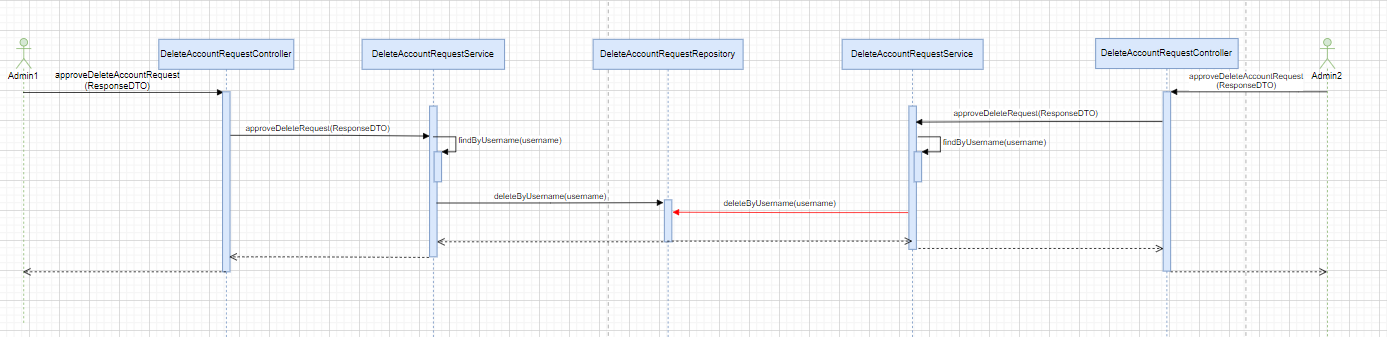 DeleteAccountRequestController
DeleteAccountRequestService
DeleteAccountRequestRepository
DeleteAccountRequestService
DeleteAccountRequestController
Admin1
Admin2
approveDeleteAccountRequest
(ResponseDTO)
approveDeleteAccountRequest
(ResponseDTO)
approveDeleteRequest(ResponseDTO)
approveDeleteRequest(ResponseDTO)
findByUsername(username)
findByUsername(username)
deleteByUsername(username)
deleteByUsername(username)